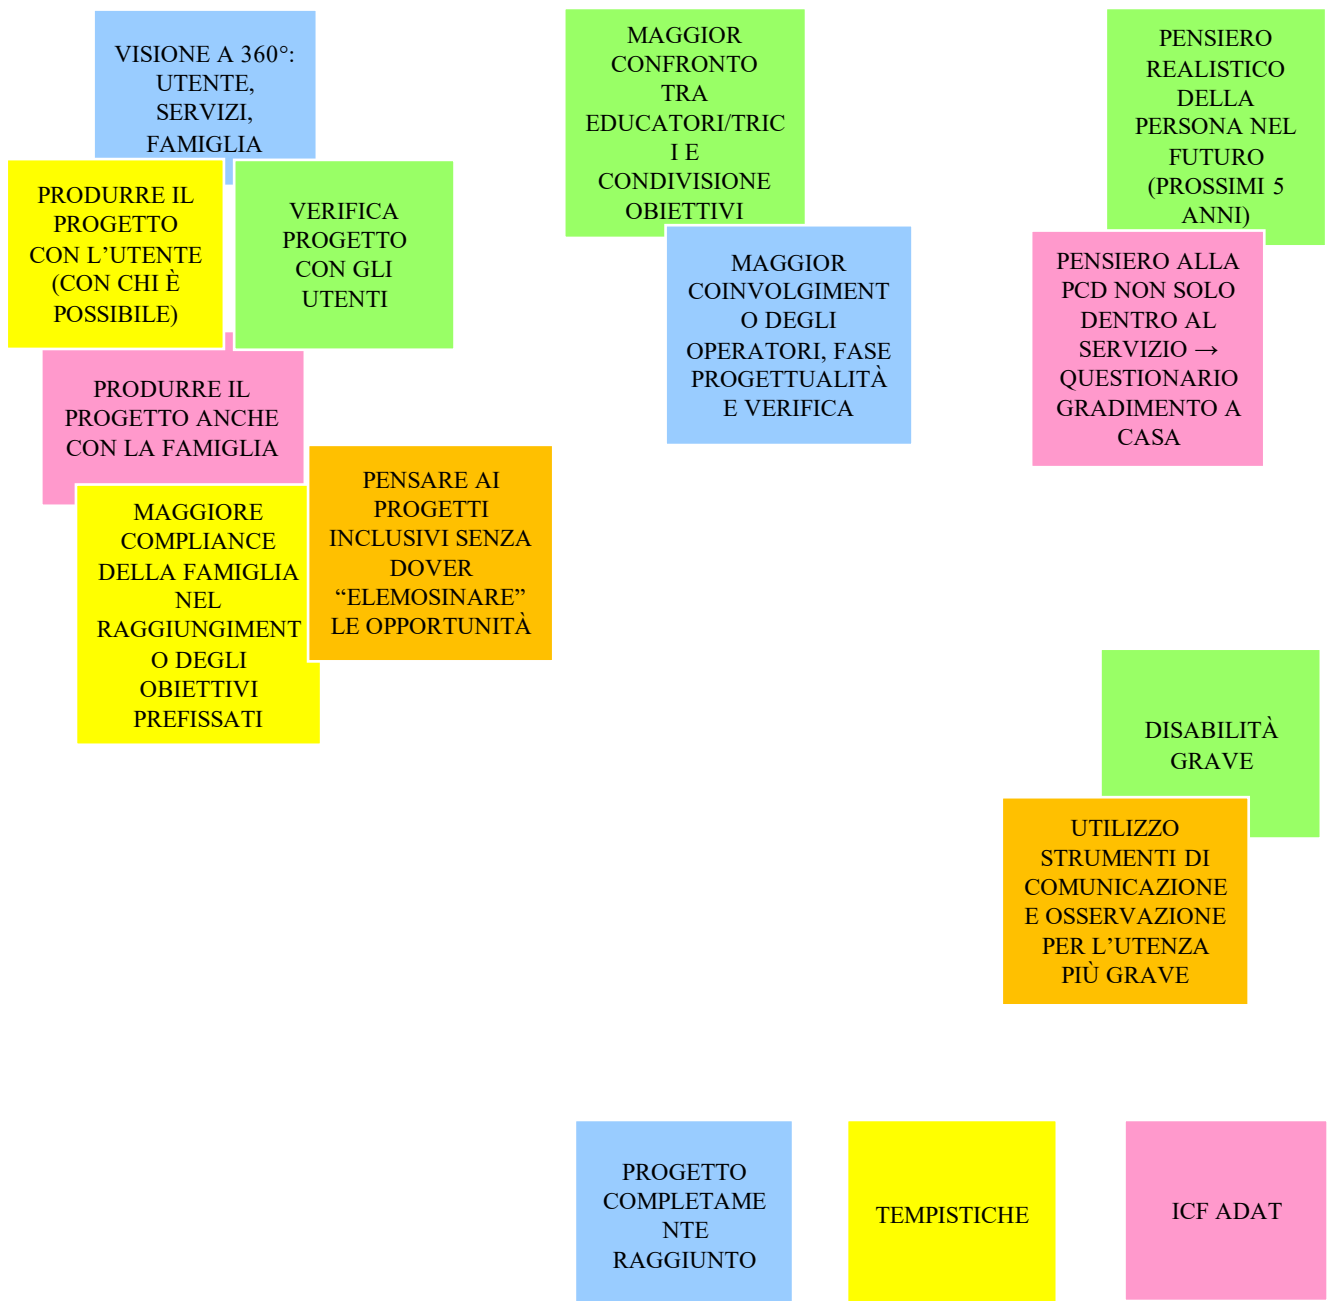 VISIONE A 360°:
UTENTE,
SERVIZI,
FAMIGLIA
PRODURRE IL
PROGETTO
CON L’UTENTE
(CON CHI È
POSSIBILE)
VERIFICA
PROGETTO
CON GLI
UTENTI
PRODURRE IL
PROGETTO ANCHE
CON LA FAMIGLIA
MAGGIORE
COMPLIANCE
DELLA FAMIGLIA
NEL
RAGGIUNGIMENT
O DEGLI
OBIETTIVI
PREFISSATI
PENSARE AI
PROGETTI
INCLUSIVI SENZA
DOVER
“ELEMOSINARE”
LE OPPORTUNITÀ
MAGGIOR
CONFRONTO
TRA
EDUCATORI/TRIC
I E
CONDIVISIONE
OBIETTIVI
MAGGIOR
COINVOLGIMENT
O DEGLI
OPERATORI, FASE
PROGETTUALITÀ
E VERIFICA
PENSIERO
REALISTICO
DELLA
PERSONA NEL
FUTURO
(PROSSIMI 5
ANNI)
PENSIERO ALLA
PCD NON SOLO
DENTRO AL
SERVIZIO →
QUESTIONARIO
GRADIMENTO A
CASA
DISABILITÀ
GRAVE
UTILIZZO
STRUMENTI DI
COMUNICAZIONE
E OSSERVAZIONE
PER L’UTENZA
PIÙ GRAVE
PROGETTO
COMPLETAME
NTE
RAGGIUNTO
TEMPISTICHE
ICF ADAT